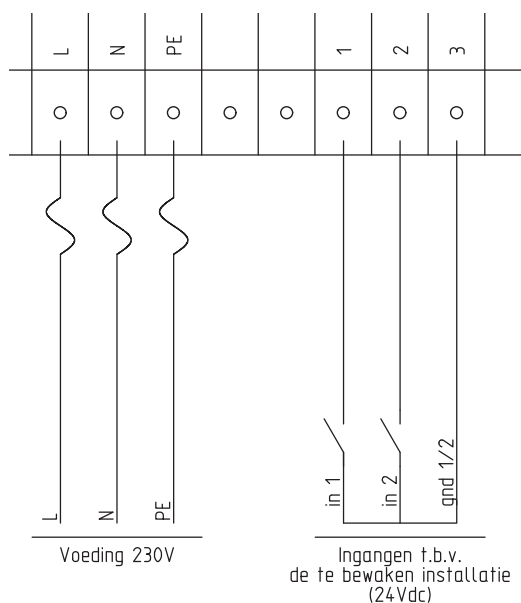 L
N
PE
1
2
3
in 1
in 2
gnd 1/2
L
N
PE
Voeding 230V
Ingangen t.b.v.
de te bewaken installatie
(24Vdc)